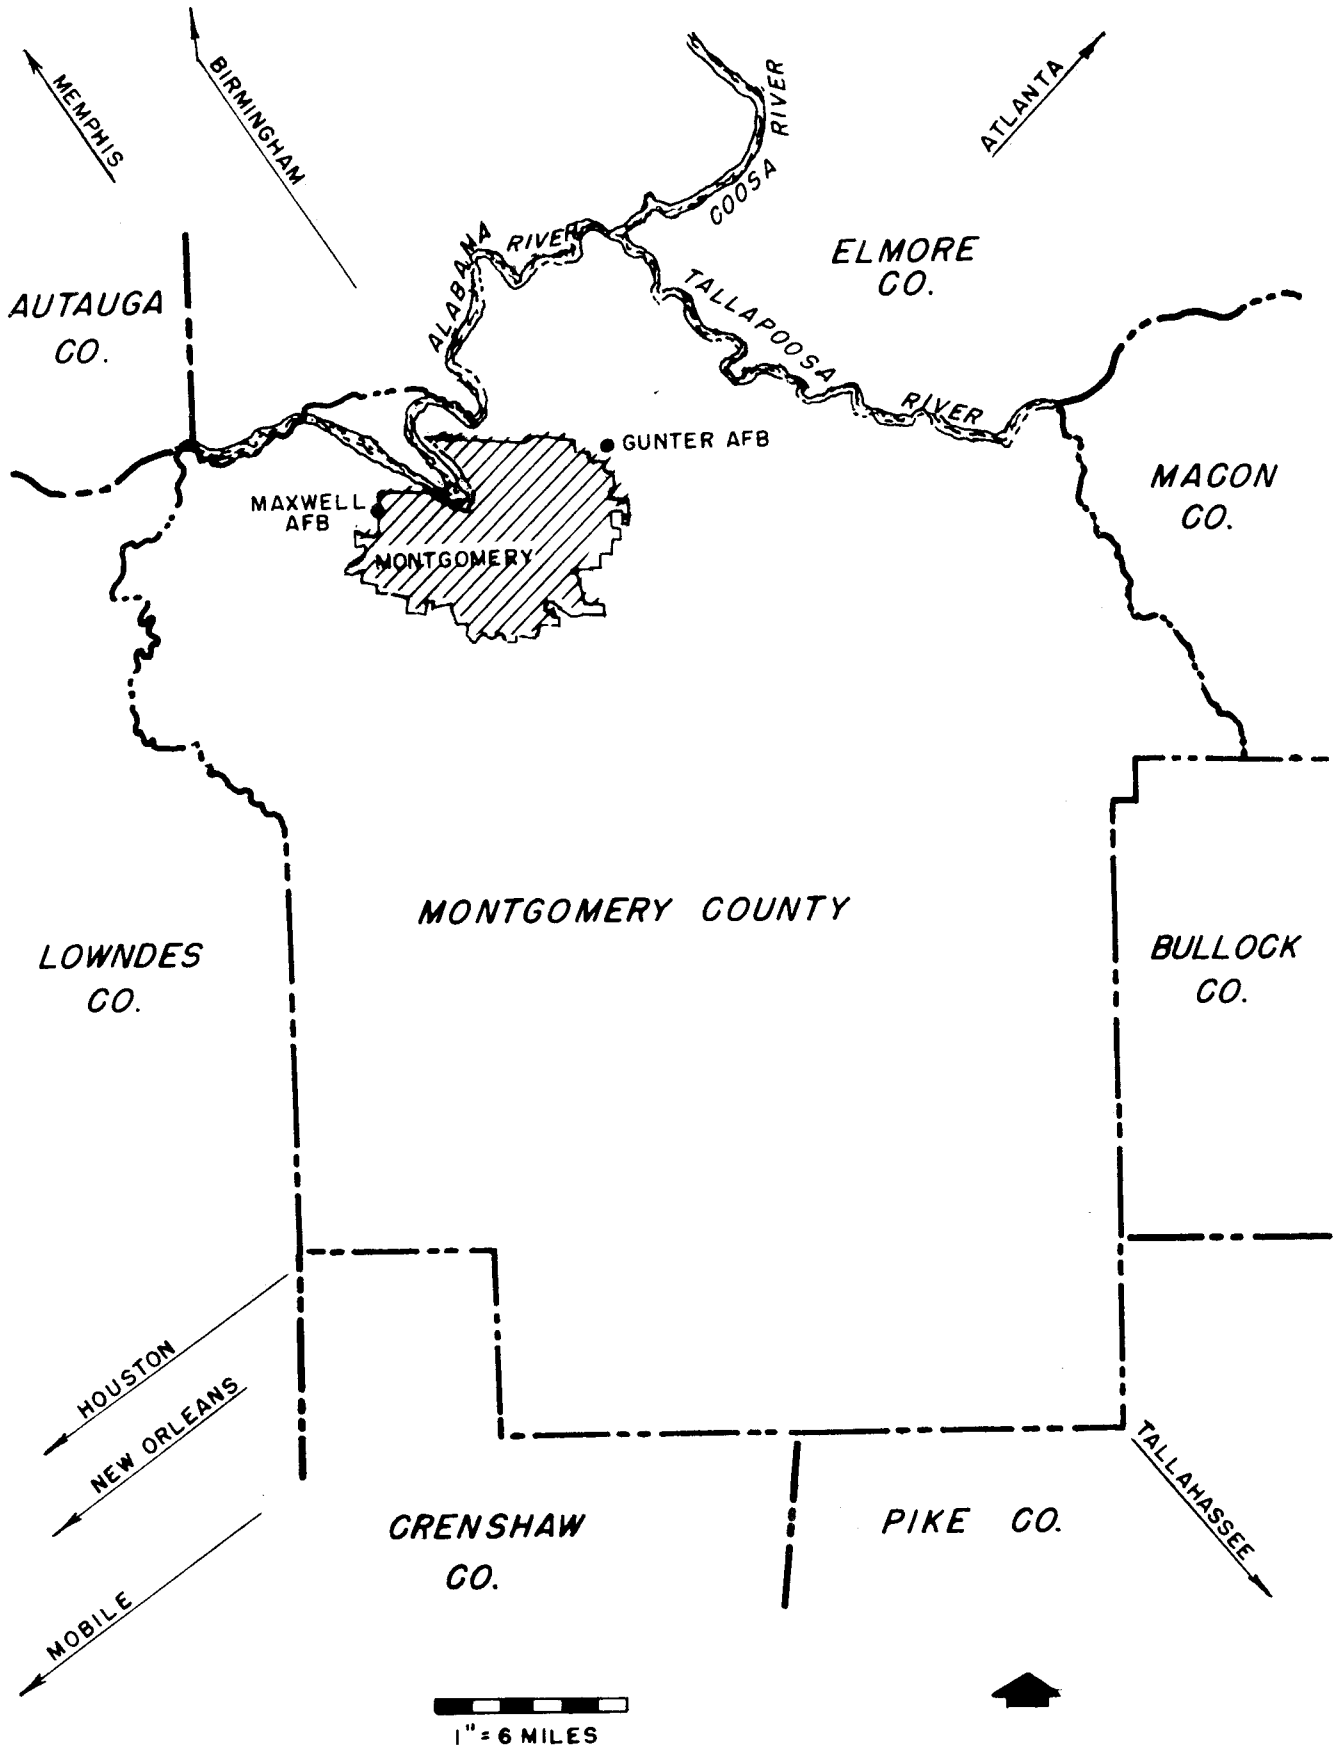 MEMPHIS
BIRMINGHAM
COOSA RIVER
ATLANTA
ALABAMA RIVER
ELMORE
CO.
AUTAUGA
CO.
TALLAPOOSA RIVER
GUNTER AFB
MACON
CO.
MAXWELL
AFB
MONTGOMERY
MONTGOMERY COUNTY
LOWNDES
CO.
BULLOCK
CO.
HOUSTON
NEW ORLEANS
MOBILE
CRENSHAW
CO.
PIKE CO.
TALLAHASSEE
1" = 6 MILES